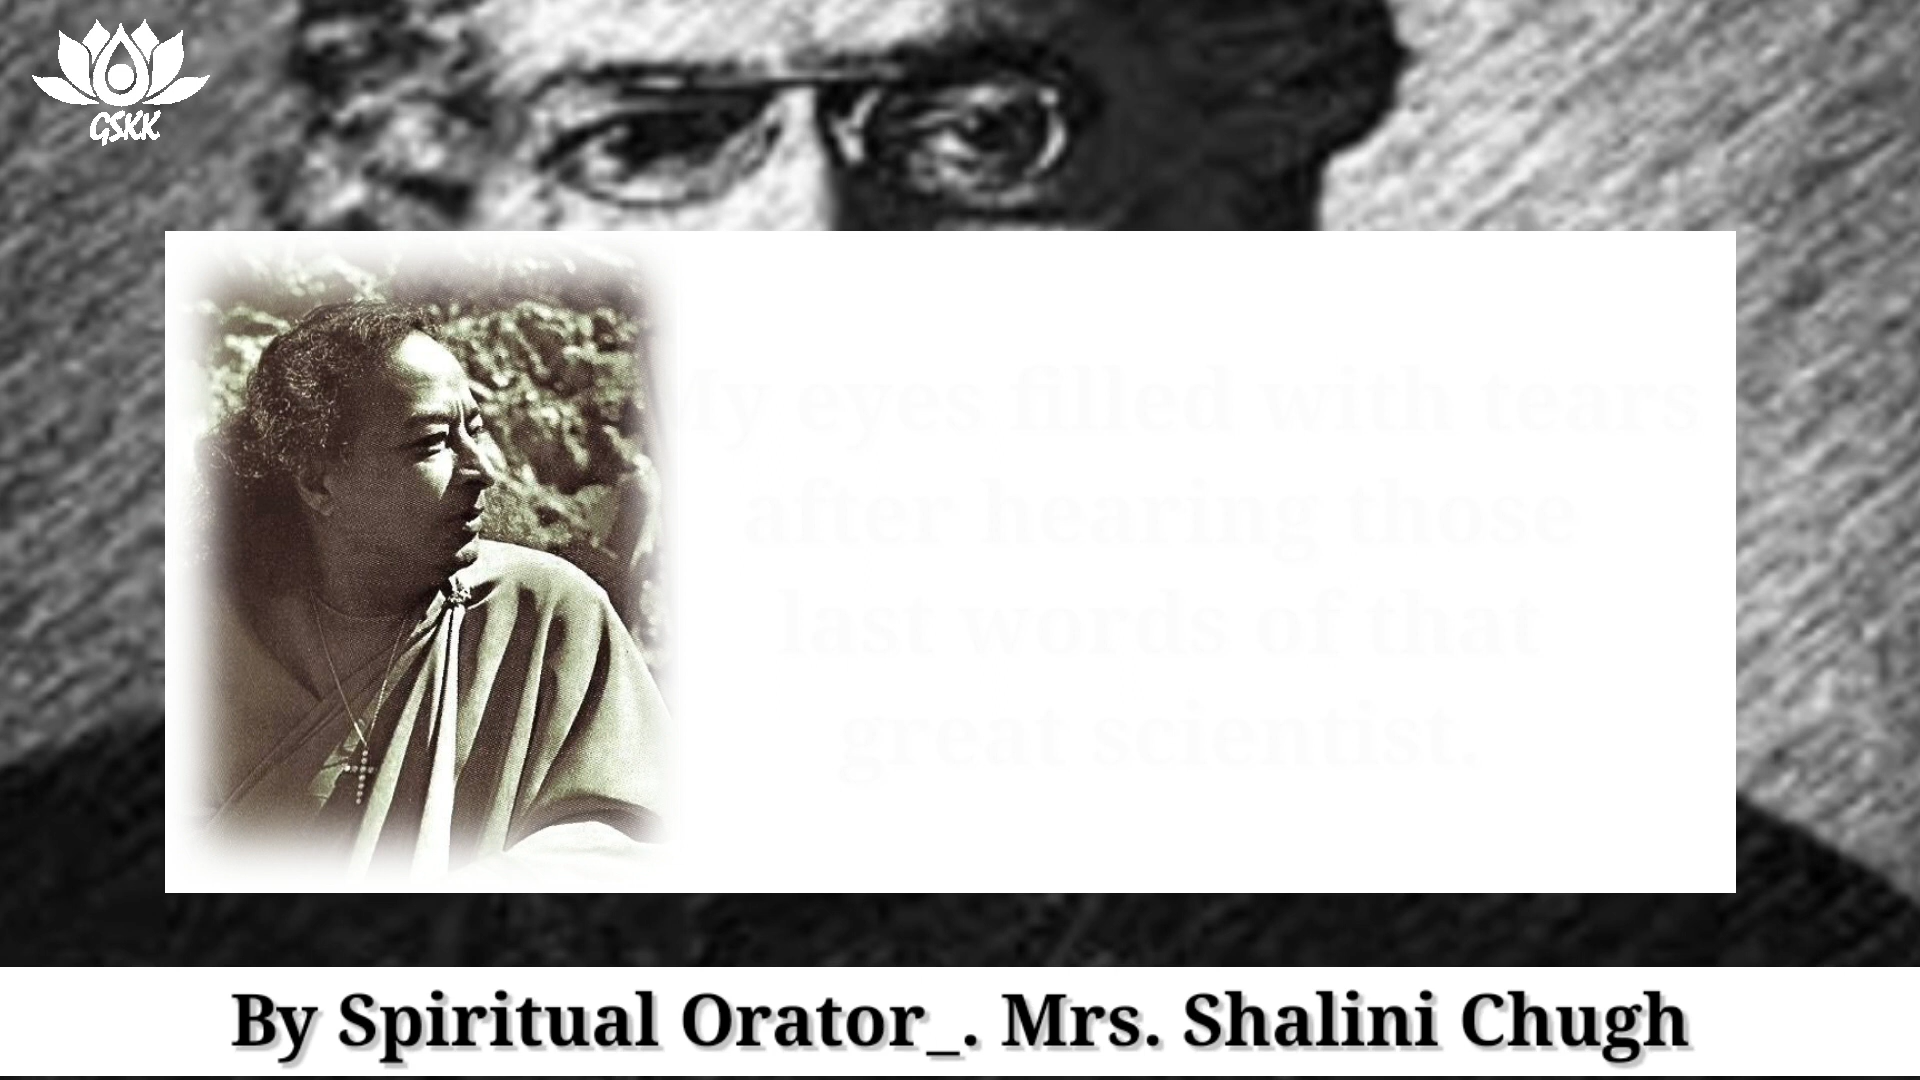 GSKK
My eyes filled with tears
after hearing those
last words of that
great scientist.
By Spiritual Orator_. Mrs. Shalini Chugh